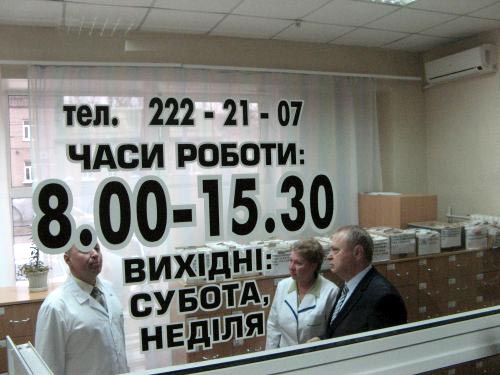 тел. 222 - 21 - 07
ЧАСИ РОБОТИ:
8.00-15.30
ВИХІДНІ:
СУБОТА,
НЕДІЛЯ